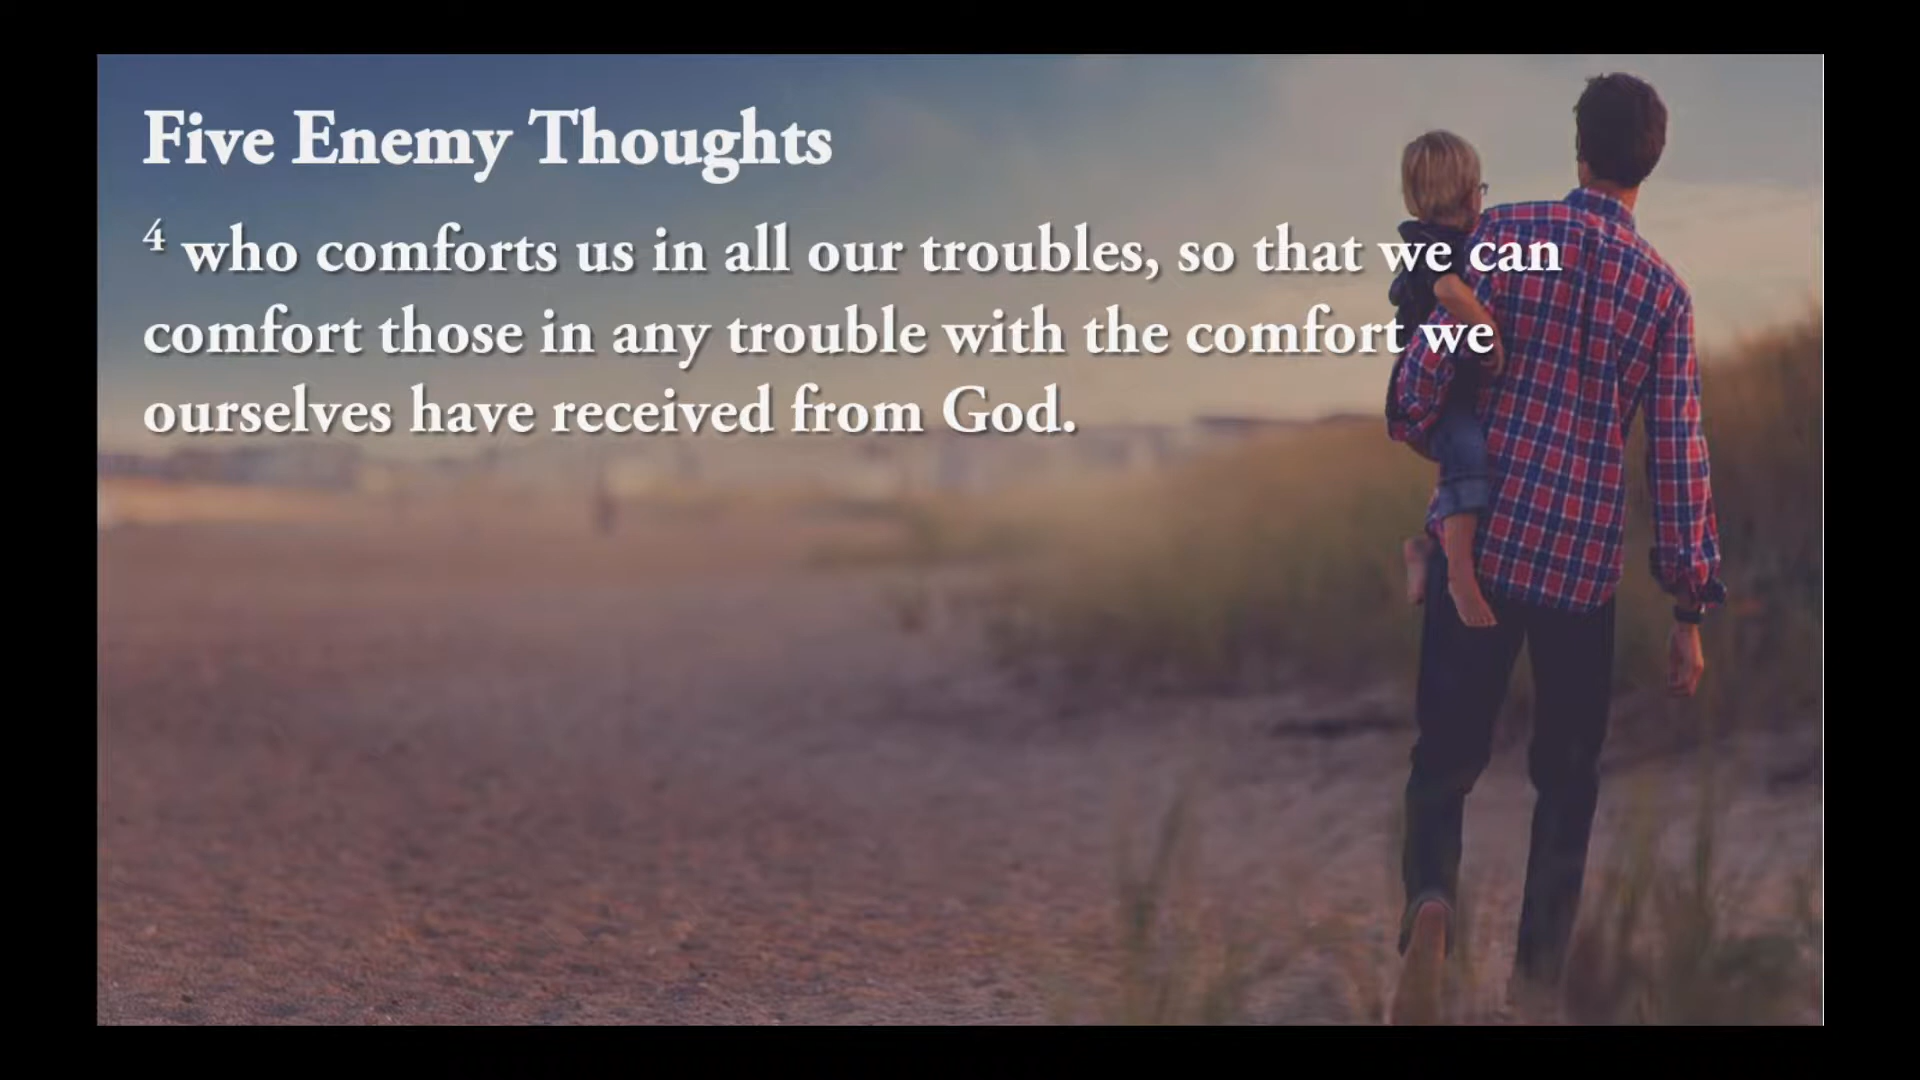 Five Enemy Thoughts
4 who comforts us in all our troubles, so that we can
comfort those in any trouble with the comfort we
ourselves have received from God.